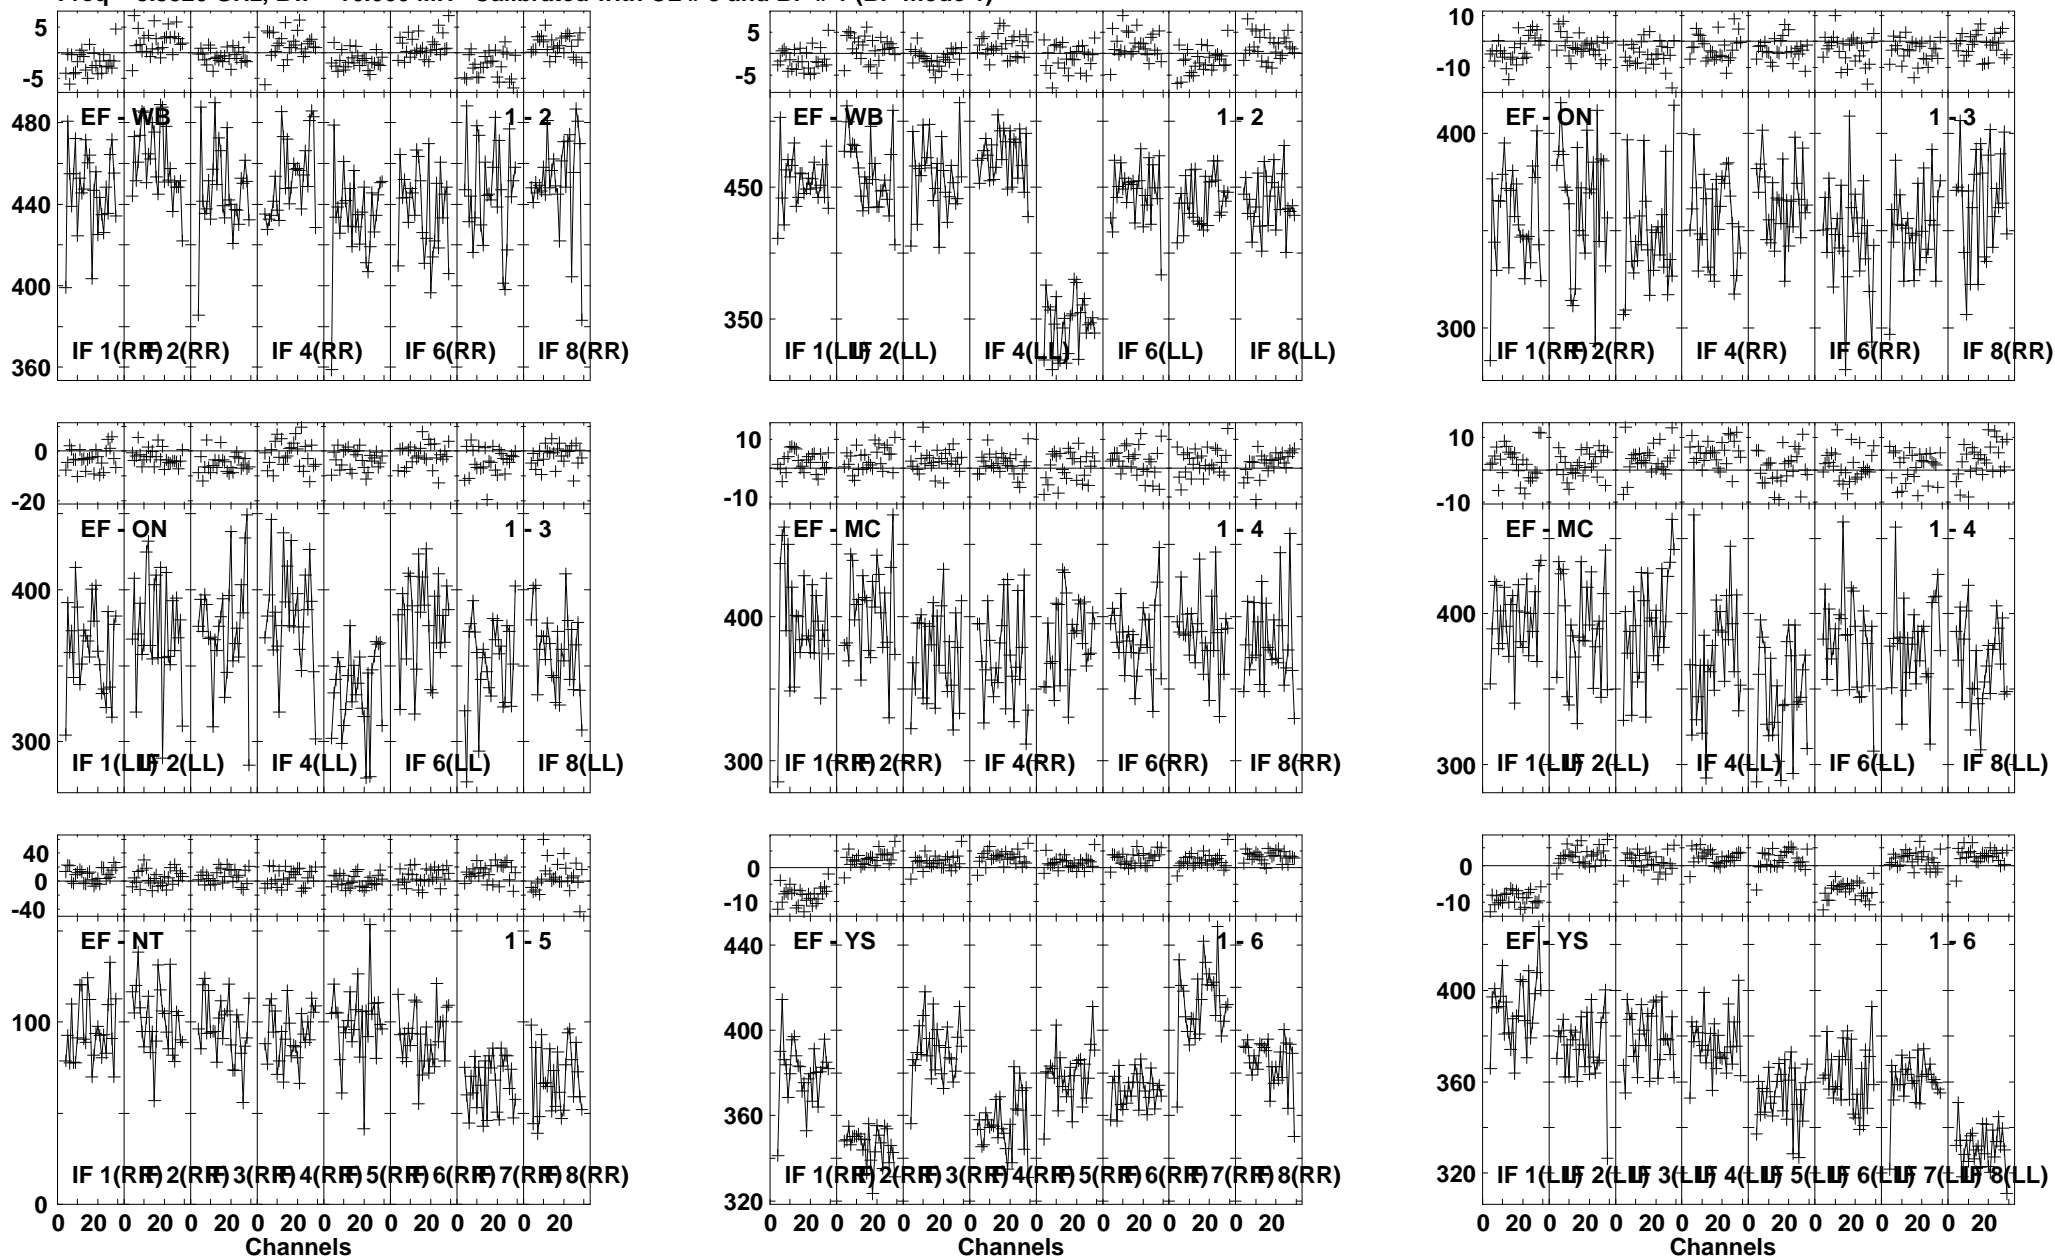 5
-5
480
440
400
360
EF - WB
1 - 2
IF 1(RR)
IF 2(RR)
IF 4(RR)
IF 6(RR)
IF 8(RR)
5
-5
450
350
EF - WB
1 - 2
IF 1(LL)
IF 2(LL)
IF 4(LL)
IF 6(LL)
IF 8(LL)
10
-10
400
300
EF - ON
1 - 3
IF 1(RR)
IF 2(RR)
IF 4(RR)
IF 6(RR)
IF 8(RR)
0
-20
400
300
EF - ON
1 - 3
IF 1(LL)
IF 2(LL)
IF 4(LL)
IF 6(LL)
IF 8(LL)
10
-10
400
300
EF - MC
1 - 4
IF 1(RR)
IF 2(RR)
IF 4(RR)
IF 6(RR)
IF 8(RR)
10
-10
400
300
EF - MC
1 - 4
IF 1(LL)
IF 2(LL)
IF 4(LL)
IF 6(LL)
IF 8(LL)
40
0
-40
100
0
EF - NT
1 - 5
IF 1(RR)
IF 2(RR)
IF 3(RR)
IF 4(RR)
IF 5(RR)
IF 6(RR)
IF 7(RR)
IF 8(RR)
0 20 0 20 0 20 0 20 0 20 0 20 0 20 0 20
Channels
0
-10
440
400
360
320
EF - YS
1 - 6
IF 1(RR)
IF 2(RR)
IF 3(RR)
IF 4(RR)
IF 5(RR)
IF 6(RR)
IF 7(RR)
IF 8(RR)
0 20 0 20 0 20 0 20 0 20 0 20 0 20 0 20
Channels
0
-10
400
360
320
EF - YS
1 - 6
IF 1(LL)
IF 2(LL)
IF 3(LL)
IF 4(LL)
IF 5(LL)
IF 6(LL)
IF 7(LL)
IF 8(LL)
0 20 0 20 0 20 0 20 0 20 0 20 0 20 0 20
Channels